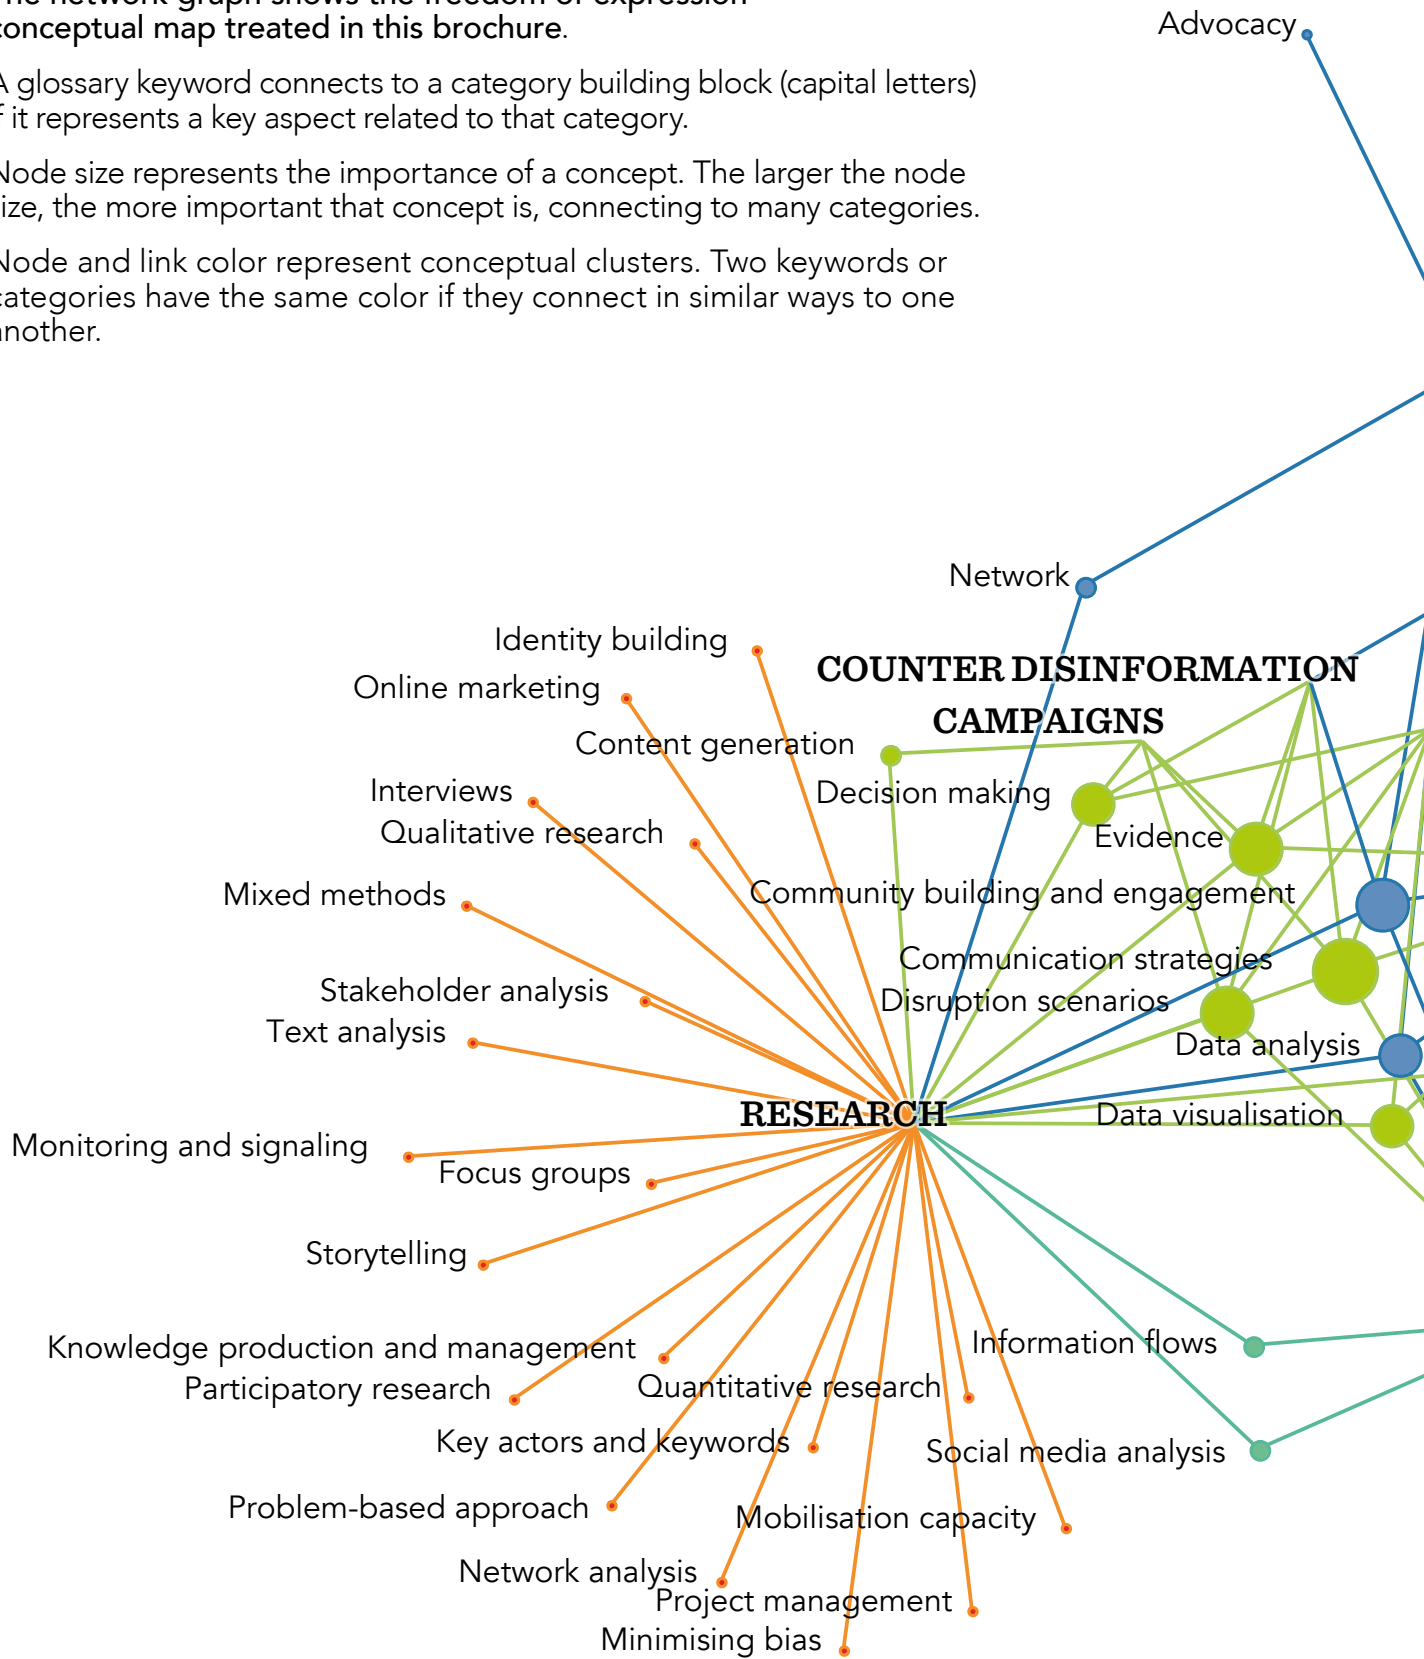 The network graph shows the freedom of expression
conceptual map treated in this brochure.
A glossary keyword connects to a category building block (capital letters)
if it represents a key aspect related to that category.
Node size represents the importance of a concept. The larger the node
size, the more important that concept is, connecting to many categories.
Node and link color represent conceptual clusters. Two keywords or
categories have the same color if they connect in similar ways to one
another.
Advocacy
Network
Identity building
COUNTER DISINFORMATION
CAMPAIGNS
Online marketing
Content generation
Interviews
Decision making
Qualitative research
Evidence
Mixed methods
Community building and engagement
Communication strategies
Stakeholder analysis
Disruption scenarios
Text analysis
Data analysis
RESEARCH
Data visualisation
Monitoring and signaling
Focus groups
Storytelling
Information flows
Knowledge production and management
Participatory research
Quantitative research
Key actors and keywords
Social media analysis
Problem-based approach
Mobilisation capacity
Network analysis
Project management
Minimising bias